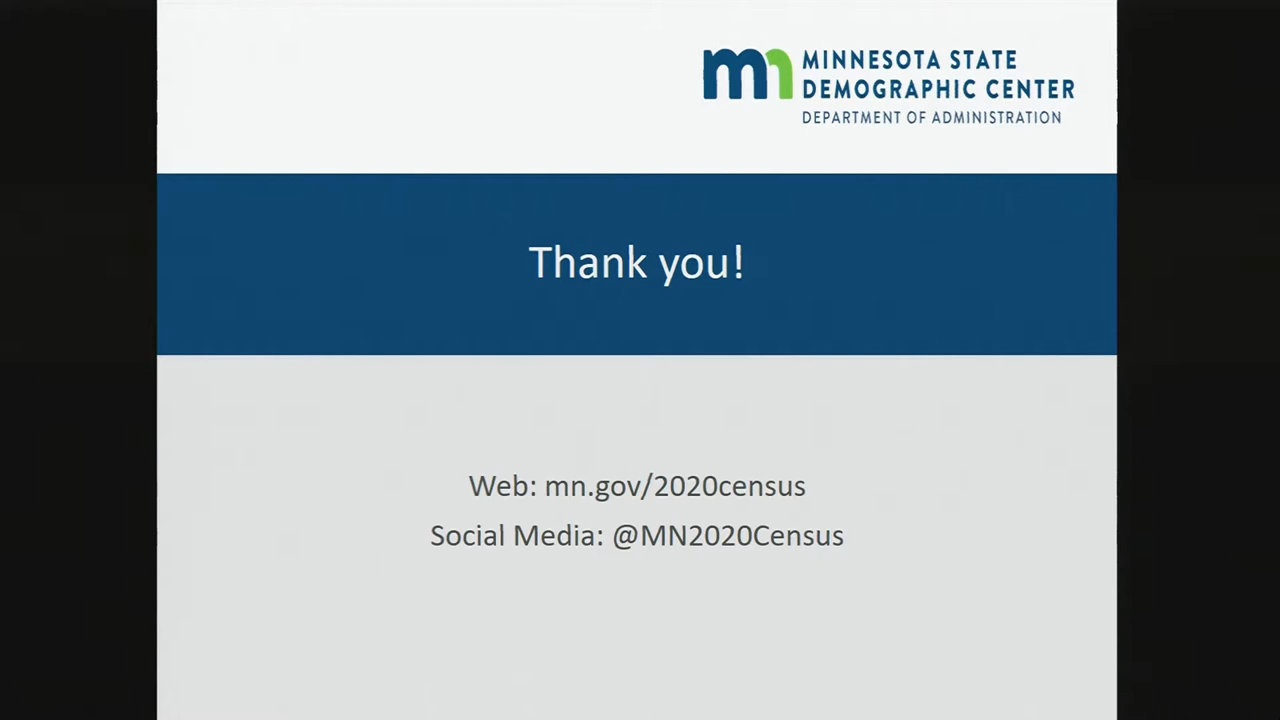 mn MINNESOTA STATE
DEMOGRAPHIC CENTER
DEPARTMENT OF ADMINISTRATION
Thank you!
Web: mn.gov/2020census
Social Media: @MN2020Census